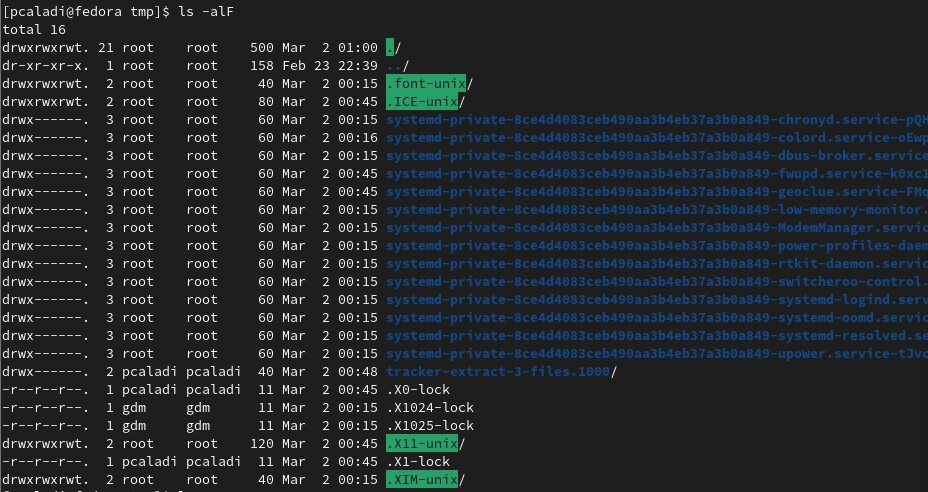 [pcaladi@fedora tmp]$ ls -alF
total 16
drwxrwxrwt. 21 root    root    500 Mar  2 01:00 ./
dr-xr-xr-x.  1 root    root    158 Feb 23 22:39 ../
drwxrwxrwt.  2 root    root     40 Mar  2 00:15 .font-unix/
drwxrwxrwt.  2 root    root     80 Mar  2 00:45 .ICE-unix/
drwx------.  3 root    root     60 Mar  2 00:15 systemd-private-8ce4d4083ceb490aa3b4eb37a3b0a849-chronyd.service-pQH
drwx------.  3 root    root     60 Mar  2 00:16 systemd-private-8ce4d4083ceb490aa3b4eb37a3b0a849-colord.service-oEwp
drwx------.  3 root    root     60 Mar  2 00:15 systemd-private-8ce4d4083ceb490aa3b4eb37a3b0a849-dbus-broker.service
drwx------.  3 root    root     60 Mar  2 00:45 systemd-private-8ce4d4083ceb490aa3b4eb37a3b0a849-fwupd.service-k0xc1
drwx------.  3 root    root     60 Mar  2 00:45 systemd-private-8ce4d4083ceb490aa3b4eb37a3b0a849-geoclue.service-FMq
drwx------.  3 root    root     60 Mar  2 00:15 systemd-private-8ce4d4083ceb490aa3b4eb37a3b0a849-low-memory-monitor.
drwx------.  3 root    root     60 Mar  2 00:15 systemd-private-8ce4d4083ceb490aa3b4eb37a3b0a849-ModemManager.servic
drwx------.  3 root    root     60 Mar  2 00:15 systemd-private-8ce4d4083ceb490aa3b4eb37a3b0a849-power-profiles-daem
drwx------.  3 root    root     60 Mar  2 00:15 systemd-private-8ce4d4083ceb490aa3b4eb37a3b0a849-rtkit-daemon.servic
drwx------.  3 root    root     60 Mar  2 00:15 systemd-private-8ce4d4083ceb490aa3b4eb37a3b0a849-switcheroo-control.
drwx------.  3 root    root     60 Mar  2 00:15 systemd-private-8ce4d4083ceb490aa3b4eb37a3b0a849-systemd-logind.serv
drwx------.  3 root    root     60 Mar  2 00:15 systemd-private-8ce4d4083ceb490aa3b4eb37a3b0a849-systemd-oomd.servic
drwx------.  3 root    root     60 Mar  2 00:15 systemd-private-8ce4d4083ceb490aa3b4eb37a3b0a849-systemd-resolved.se
drwx------.  3 root    root     60 Mar  2 00:15 systemd-private-8ce4d4083ceb490aa3b4eb37a3b0a849-upower.service-tJvc
drwx------.  2 pcaladi pcaladi  40 Mar  2 00:48 tracker-extract-3-files.1000/
-r--r--r--.  1 pcaladi pcaladi  11 Mar  2 00:45 .X0-lock
-r--r--r--.  1 gdm     gdm      11 Mar  2 00:15 .X1024-lock
-r--r--r--.  1 gdm     gdm      11 Mar  2 00:15 .X1025-lock
drwxrwxrwt.  2 root    root    120 Mar  2 00:45 .X11-unix/
-r--r--r--.  1 pcaladi pcaladi  11 Mar  2 00:45 .X1-lock
drwxrwxrwt.  2 root    root     40 Mar  2 00:15 .XIM-unix/